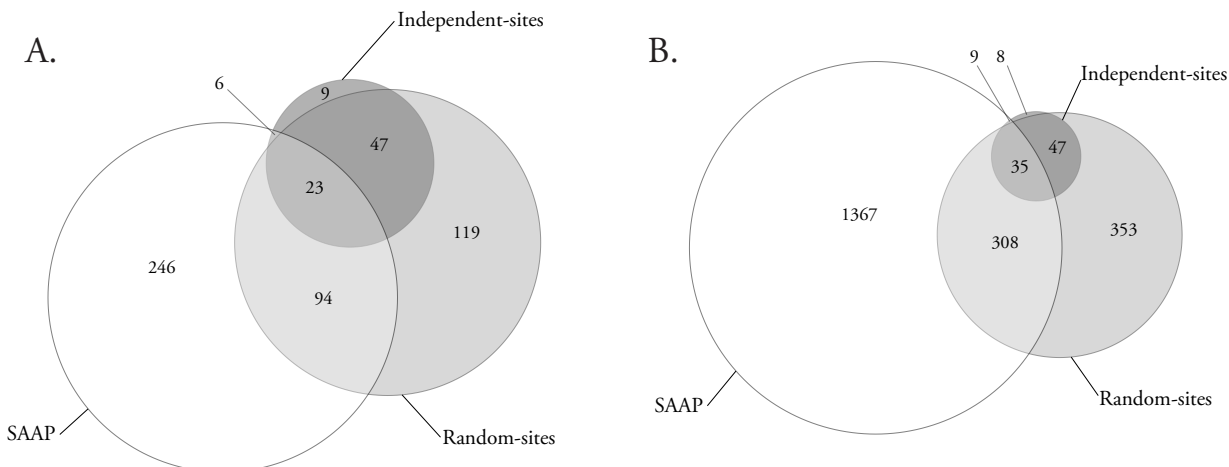 A.
Independent-sites
6
9
47
23
119
246
94
SAAP
Random-sites
B.
9
8
Independent-sites
47
35
1367
308
353
SAAP
Random-sites